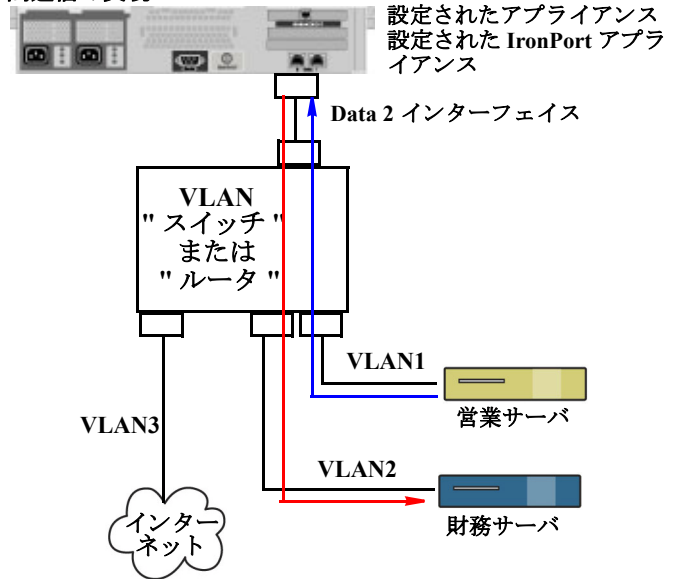 設定されたアプライアンス
設定された IronPort アプラ
イアンス
Data 2 インターフェイス
VLAN
" スイッチ "
または
" ルータ "
VLAN1
営業サーバ
VLAN3
VLAN2
財務サーバ
インター
ネット